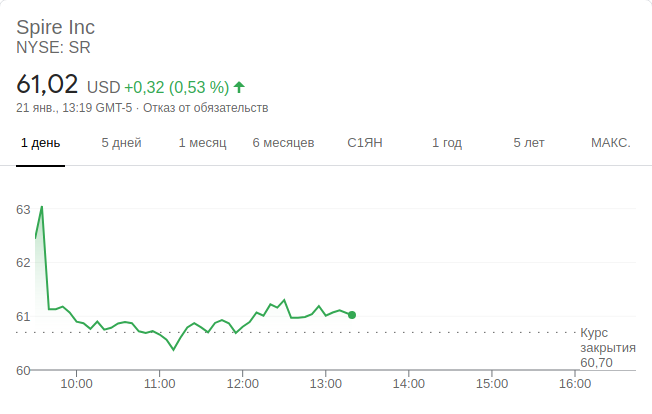 Spire Inc
NYSE: SR
61,02 USD +0,32 (0,53 %)
21 янв., 13:19 GMT-5 · Отказ от обязательств
1 день 5 дней 1 месяц 6 месяцев С1ЯН 1 год 5 лет МАКС.
63
62
61
Курс
закрытия
60,70
60
10:00 11:00 12:00 13:00 14:00 15:00 16:00